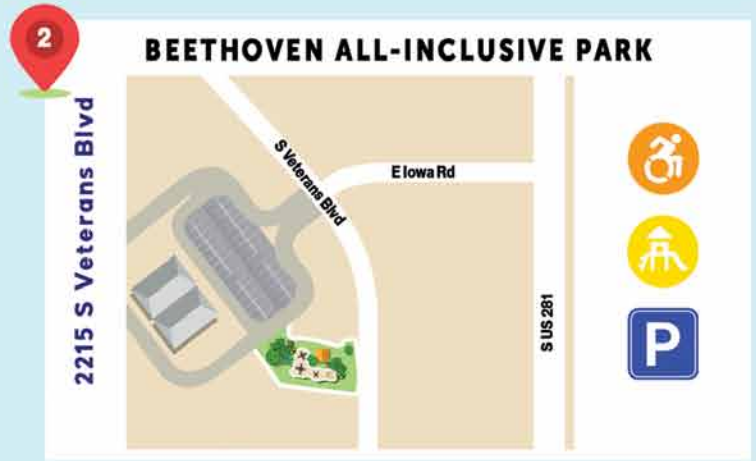 2
BEETHOVEN ALL-INCLUSIVE PARK
2215 S Veterans Blvd
S Veterans Blvd
E Iowa Rd
S US 281
P